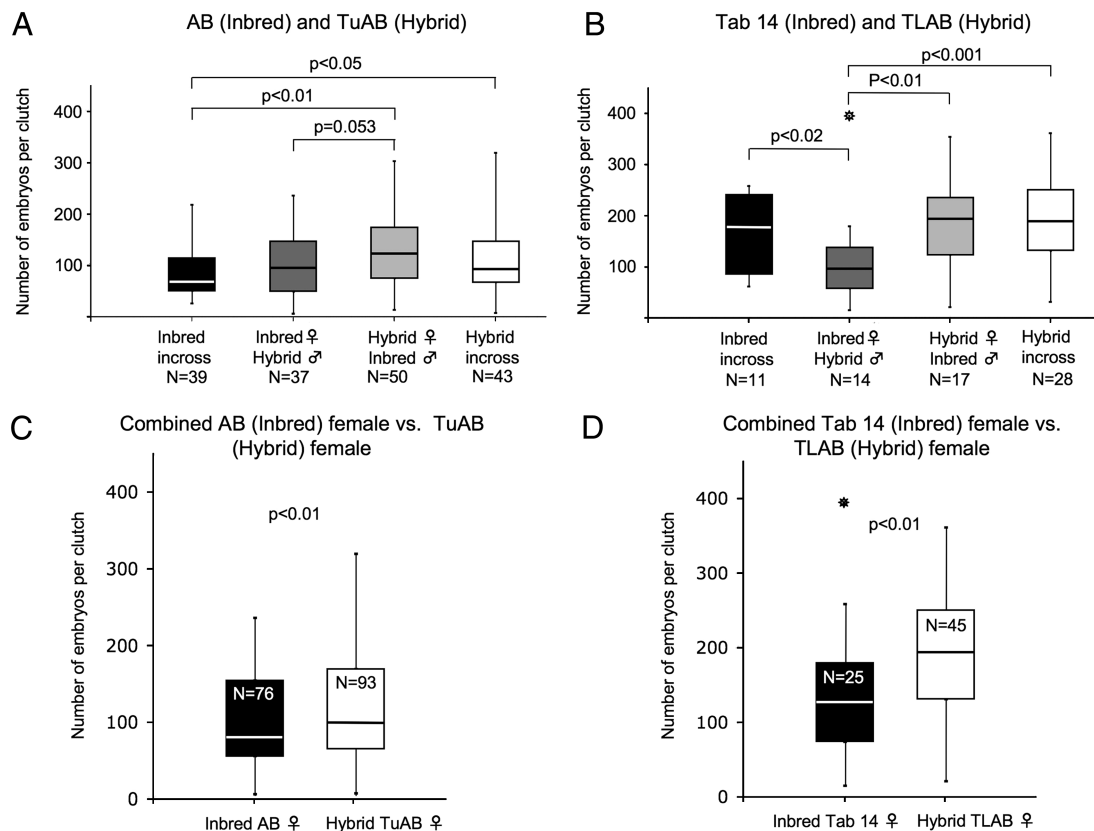 A
AB (Inbred) and TuAB (Hybrid)
p<0.05
p<0.01
p=0.053
Number of embryos per clutch
400
300
200
100
Inbred
incross
N=39
Inbred♀
Hybrid ♂
N=37
Hybrid ♀
Inbred ♂
N=50
Hybrid
incross
N=43
B
Tab 14 (Inbred) and TLAB (Hybrid)
p<0.001
P<0.01
p<0.02
Number of embryos per clutch
400
300
200
100
Inbred
incross
N=11
Inbred♀
Hybrid ♂
N=14
Hybrid ♀
Inbred ♂
N=17
Hybrid
incross
N=28
C
Combined AB (Inbred) female vs. TuAB
(Hybrid) female
p<0.01
Number of embryos per clutch
400
300
200
100
0
N=76
N=93
Inbred AB ♀
Hybrid TuAB ♀
D
Combined Tab 14 (Inbred) female vs.
TLAB (Hybrid) female
p<0.01
Number of embryos per clutch
400
300
200
100
0
N=25
N=45
Inbred Tab 14 ♀
Hybrid TLAB ♀